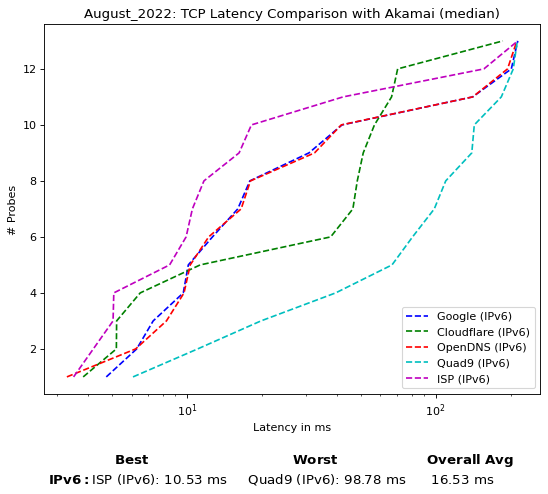 August_2022: TCP Latency Comparison with Akamai (median)
12
10
8
6
4
2
# Probes
Google (IPv6)
Cloudflare (IPv6)
OpenDNS (IPv6)
Quad9 (IPv6)
ISP (IPv6)
10¹ 10²
Latency in ms
Best Worst Overall Avg
IPv6: ISP (IPv6): 10.53 ms Quad9 (IPv6): 98.78 ms 16.53 ms